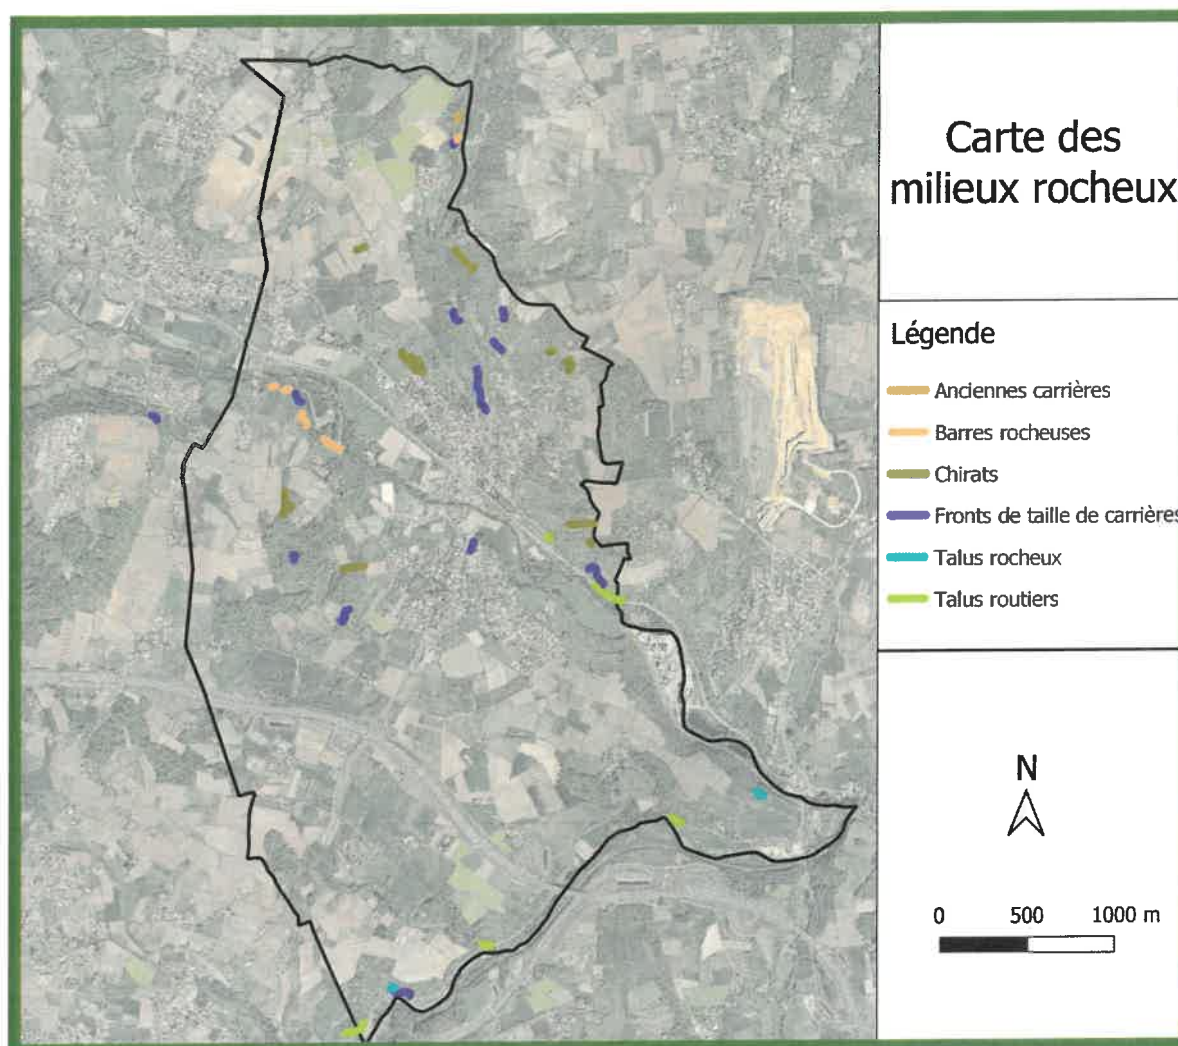 Carte des
milieux rocheux
Légende
Anciennes carrières
Barres rocheuses
Chirats
Fronts de taille de carrières
Talus rocheux
Talus routiers
N
0 500 1000 m